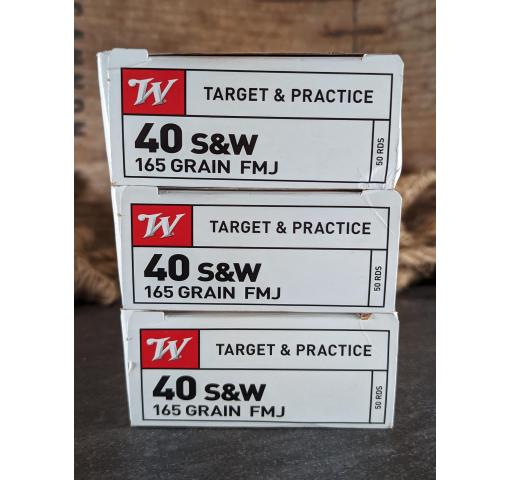 W
TARGET & PRACTICE
40 S&W
165 GRAIN FMJ
50 RDS
W
TARGET & PRACTICE
40 S&W
165 GRAIN FMJ
50 RDS
W
TARGET & PRACTICE
40 S&W
165 GRAIN FMJ
50 RDS